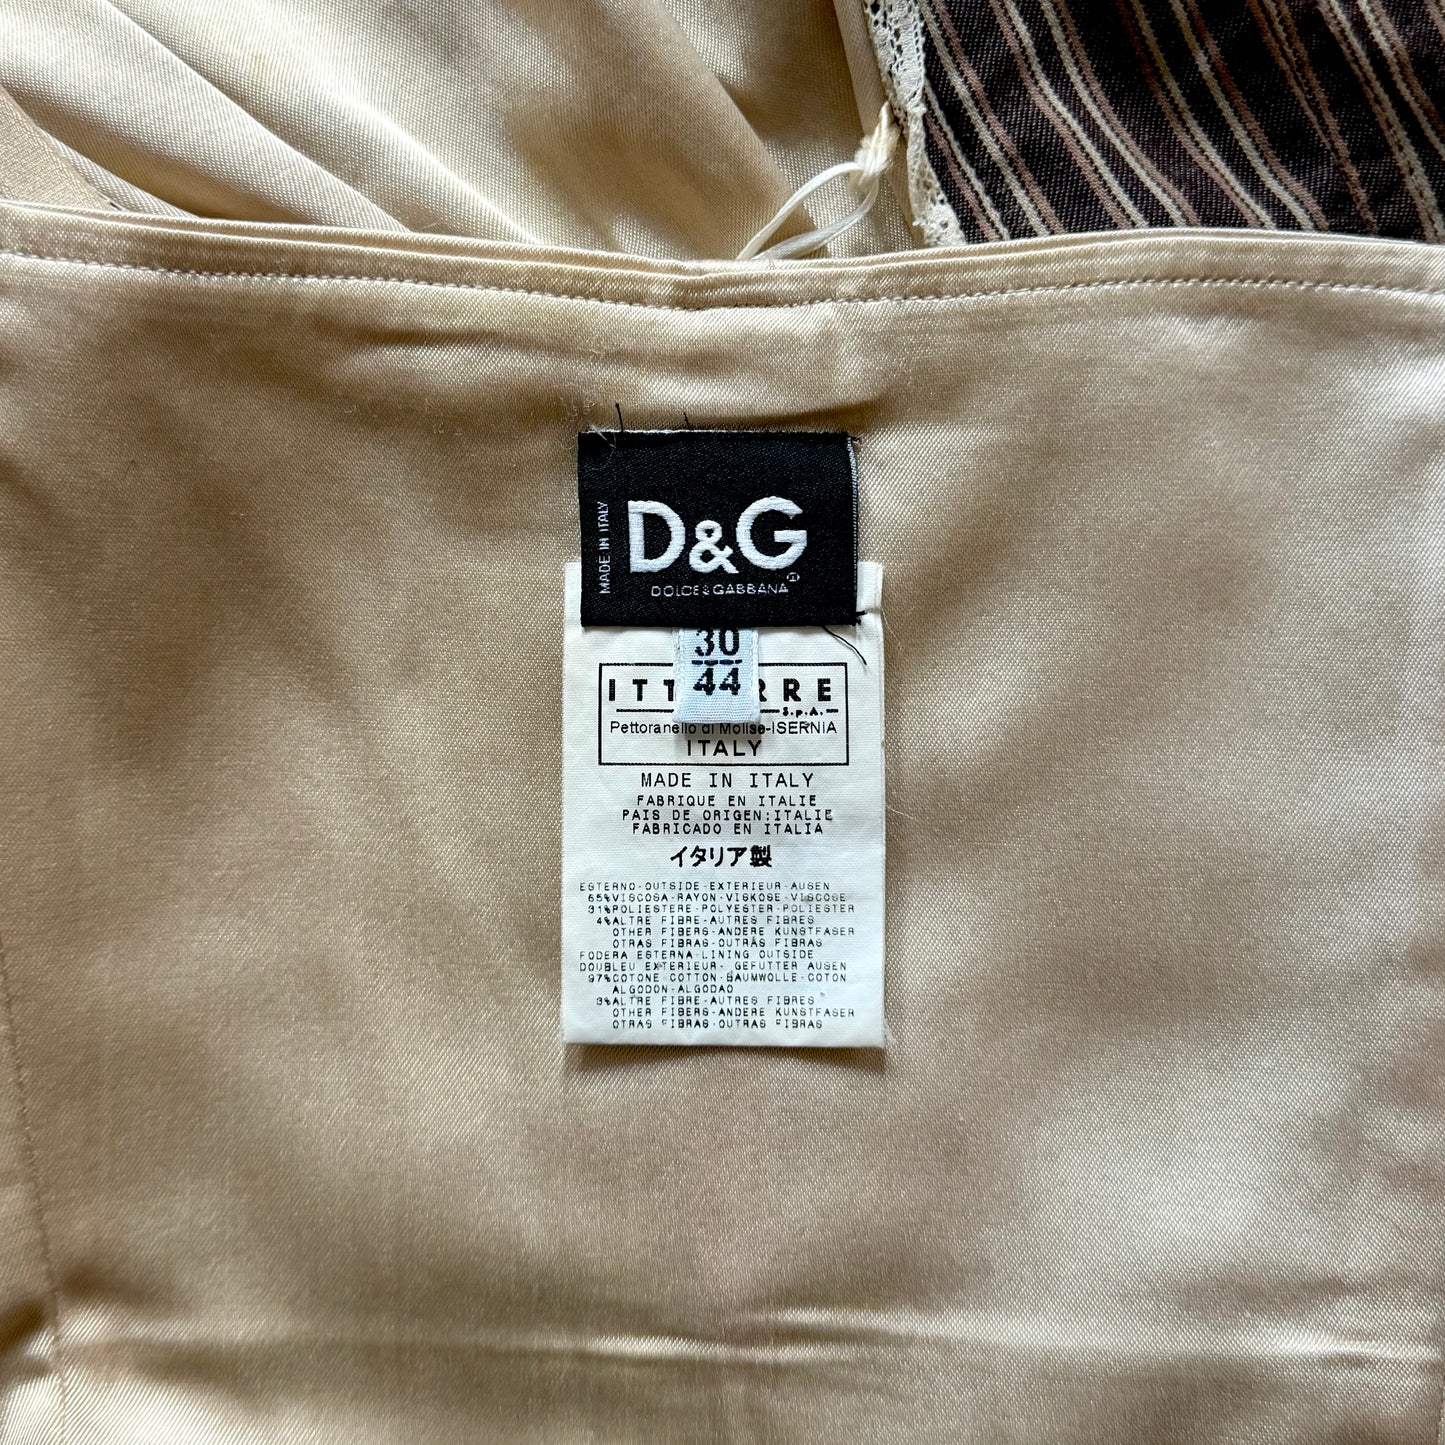 MADE IN ITALY
D&G
DOLCE & GABBANA
30
44
ITT RRE
S.p.A.
Pettoranello di Molise-ISERNIA
ITALY
MADE IN ITALY
FABRIQUE EN ITALIE
PAIS DE ORIGEN:ITALIE
FABRICADO EN ITALIA
イタリア製
ESTERNO-OUTSIDE-EXTERIEUR-AUSEN
65%VISCOSA-RAYON-VISKOSE-VISCOSE
31%POLIESTERE-POLYESTER-POLIESTER
4%ALTRE FIBRE-AUTRES FIBRES
OTHER FIBERS-ANDERE KUNSTFASER
OTRAS FIBRAS-OUTRAS FIBRAS
FODERA ESTERNA-LINING OUTSIDE
DOUBLEU EXTERIEUR- GEFUTTER AUSEN
97%COTONE-COTTON-BAUMWOLLE-COTON
ALGODON-ALGODAO
3%ALTRE FIBRE-AUTRES FIBRES
OTHER FIBERS-ANDERE KUNSTFASER
OTRAS FIBRAS-OUTRAS FIBRAS